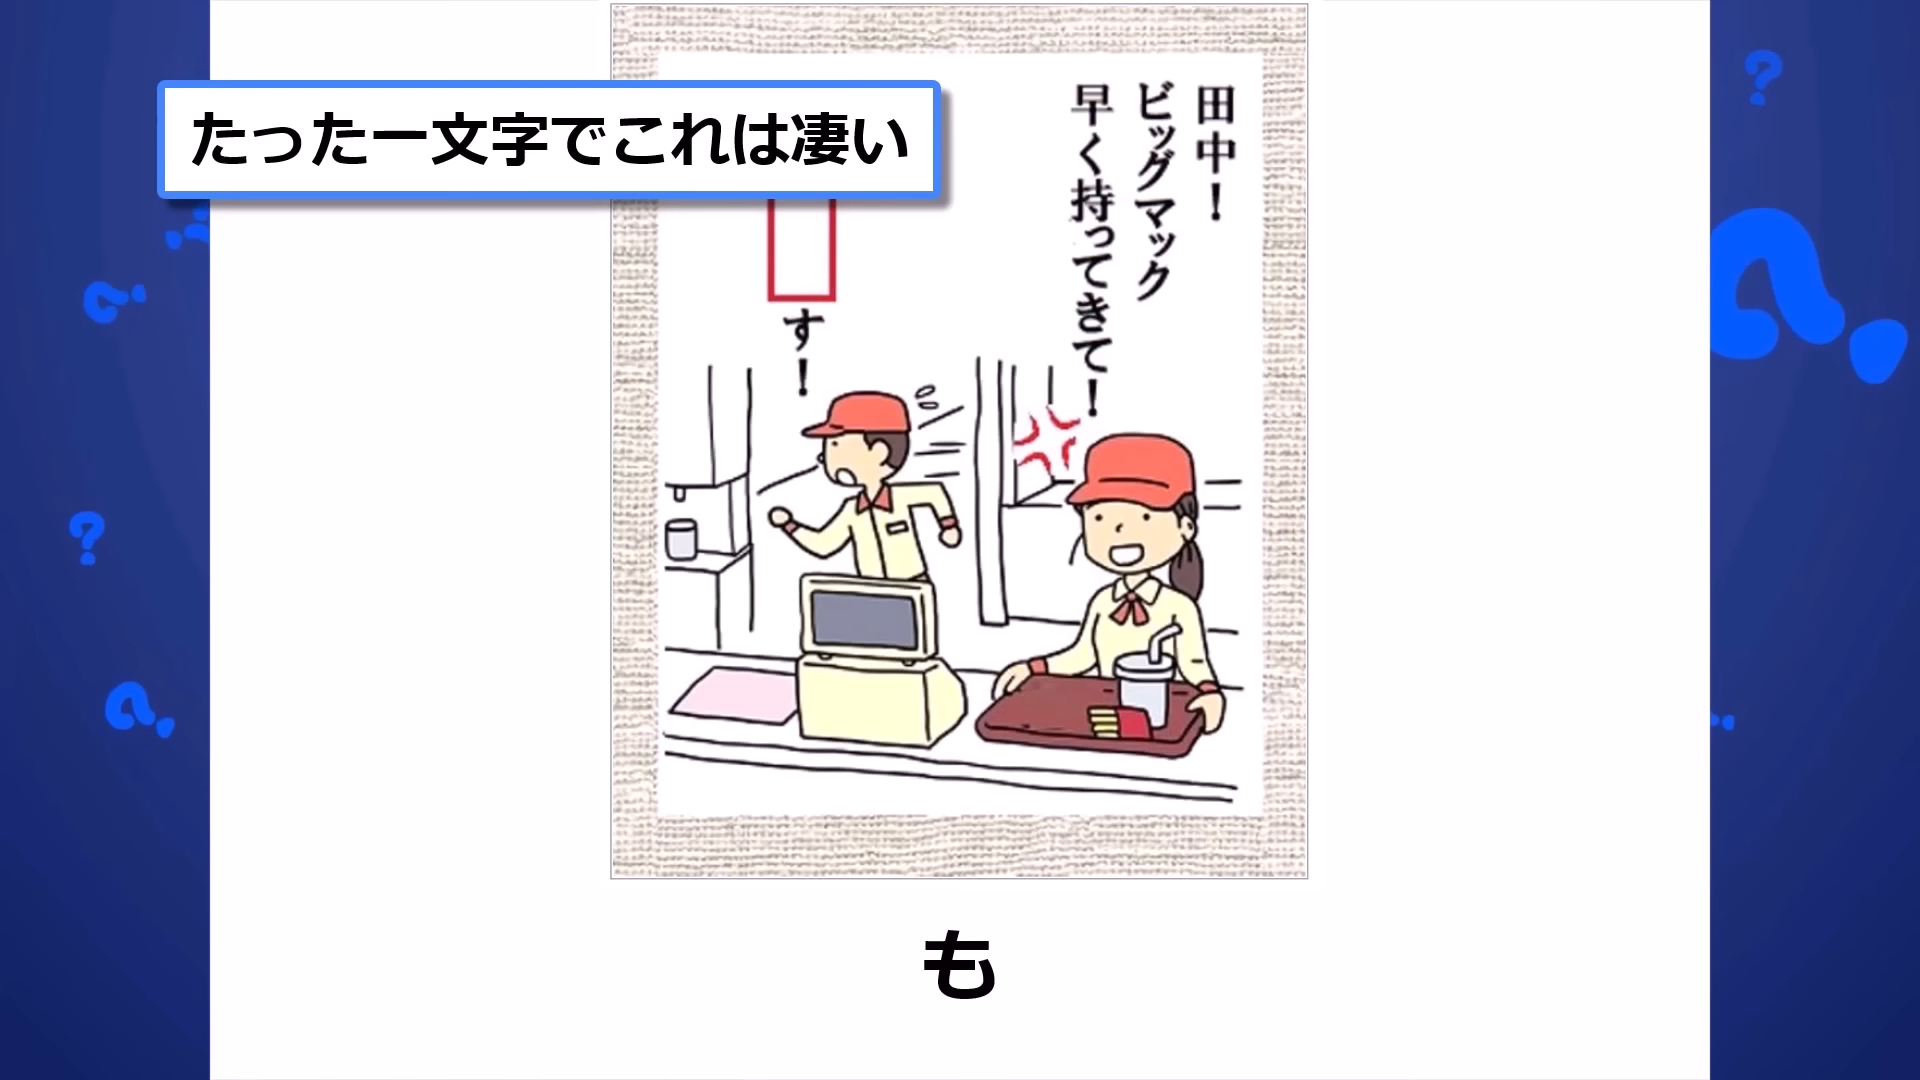 たった一文字でこれは凄い
田中！
ビッグマック
早く持ってきて！
す！
も